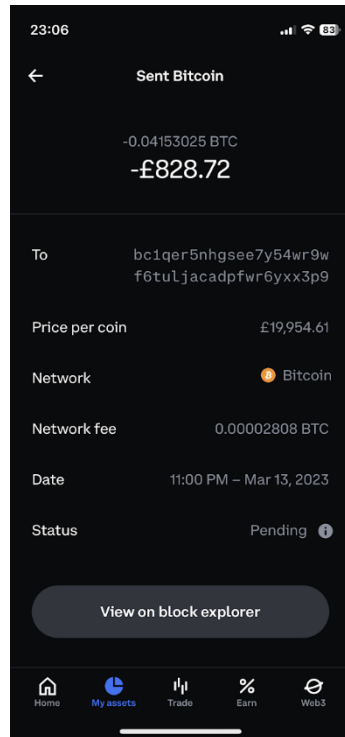 23:06
83
Sent Bitcoin
-0.04153025 BTC
-£828.72
To bc1qer5nhgsee7y54wr9w
f6tuljacadpfwr6yxx3p9
Price per coin £19,954.61
Network Bitcoin
Network fee 0.00002808 BTC
Date 11:00 PM – Mar 13, 2023
Status Pending
View on block explorer
Home My assets Trade Earn Web3